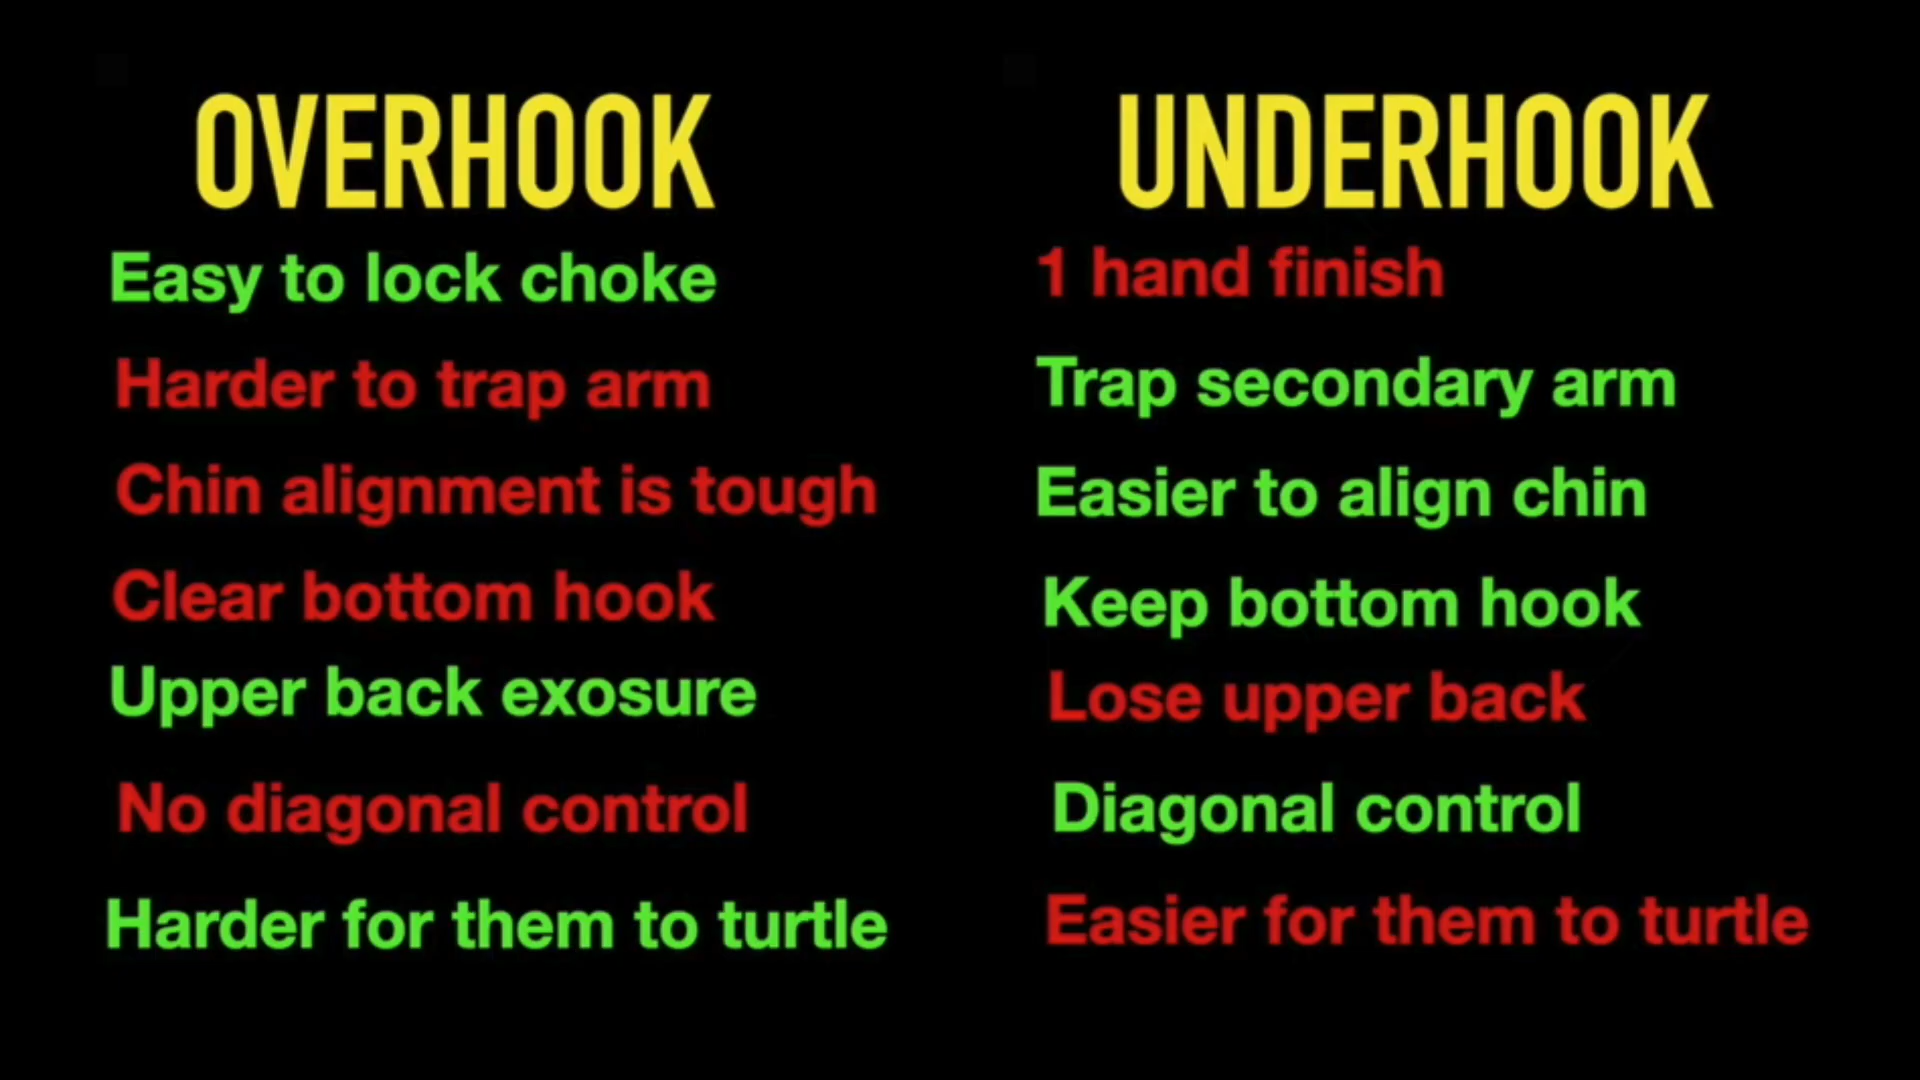 OVERHOOK
Easy to lock choke
Harder to trap arm
Chin alignment is tough
Clear bottom hook
Upper back exosure
No diagonal control
Harder for them to turtle
UNDERHOOK
1 hand finish
Trap secondary arm
Easier to align chin
Keep bottom hook
Lose upper back
Diagonal control
Easier for them to turtle